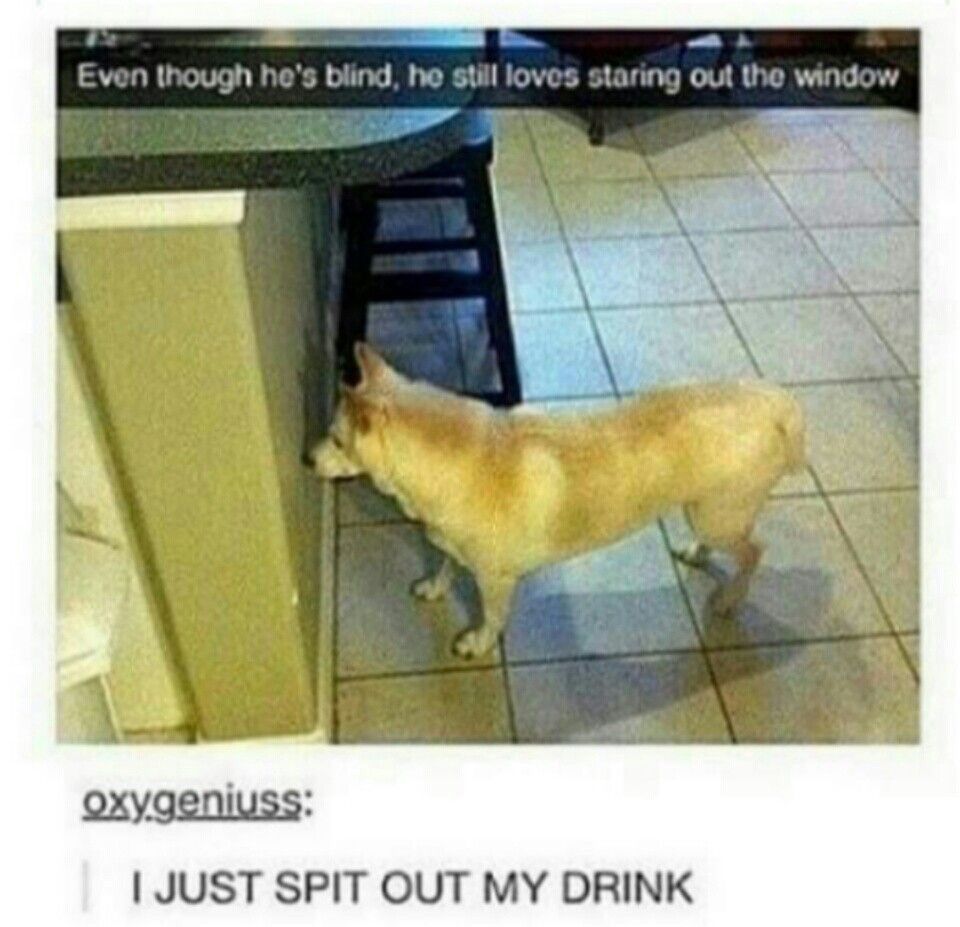 Even though he's blind, he still loves staring out the window
oxygeniuss:
I JUST SPIT OUT MY DRINK